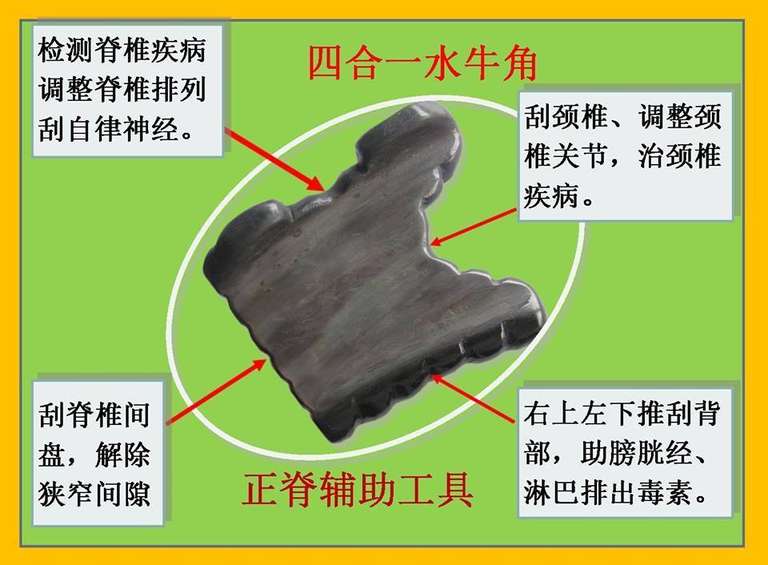 四合一水牛角
检测脊椎疾病
调整脊椎排列
刮自律神经。
刮颈椎、调整颈
椎关节，治颈椎
疾病。
刮脊椎间
盘，解除
狭窄间隙
右上左下推刮背
部，助膀胱经、
淋巴排出毒素。
正脊辅助工具